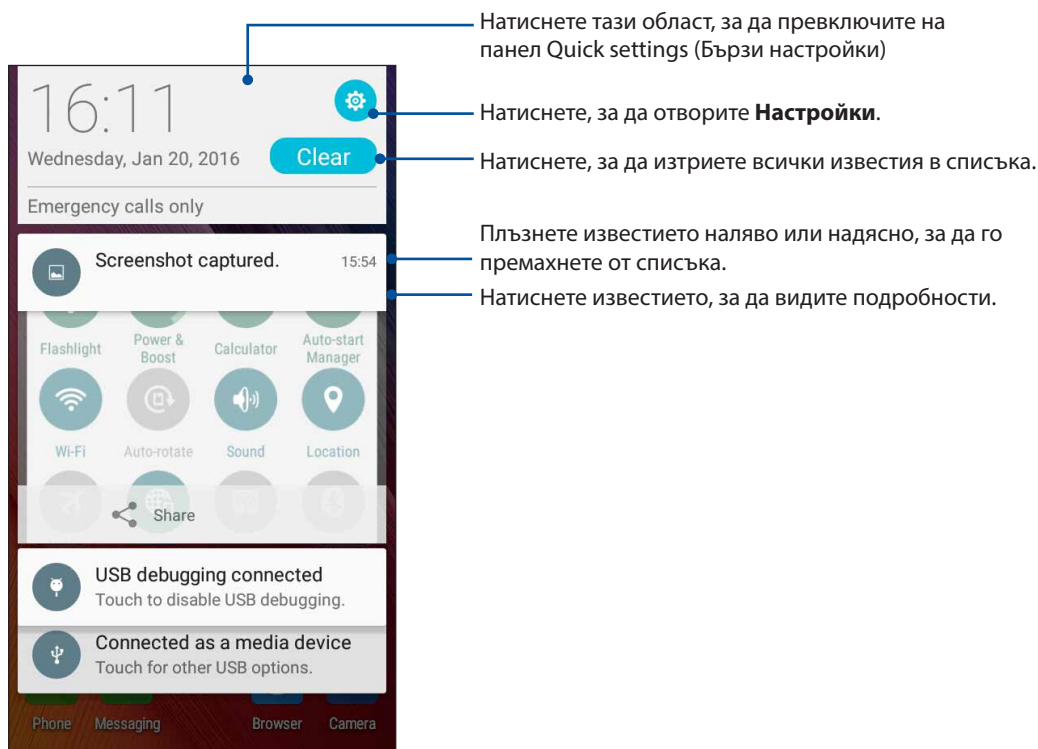 Натиснете тази област, за да превключите на
панел Quick settings (Бързи настройки)
16:11
Натиснете, за да отворите Настройки.
Wednesday, Jan 20, 2016
Clear
Натиснете, за да изтриете всички известия в списъка.
Emergency calls only
Плъзнете известието наляво или надясно, за да го
премахнете от списъка.
Screenshot captured.
15:54
Натиснете известието, за да видите подробности.
Flashlight
Power &
Boost
Calculator
Auto-start
Manager
Wi-Fi
Auto-rotate
Sound
Location
Share
USB debugging connected
Touch to disable USB debugging.
Connected as a media device
Touch for other USB options.
Phone
Messaging
Browser
Camera